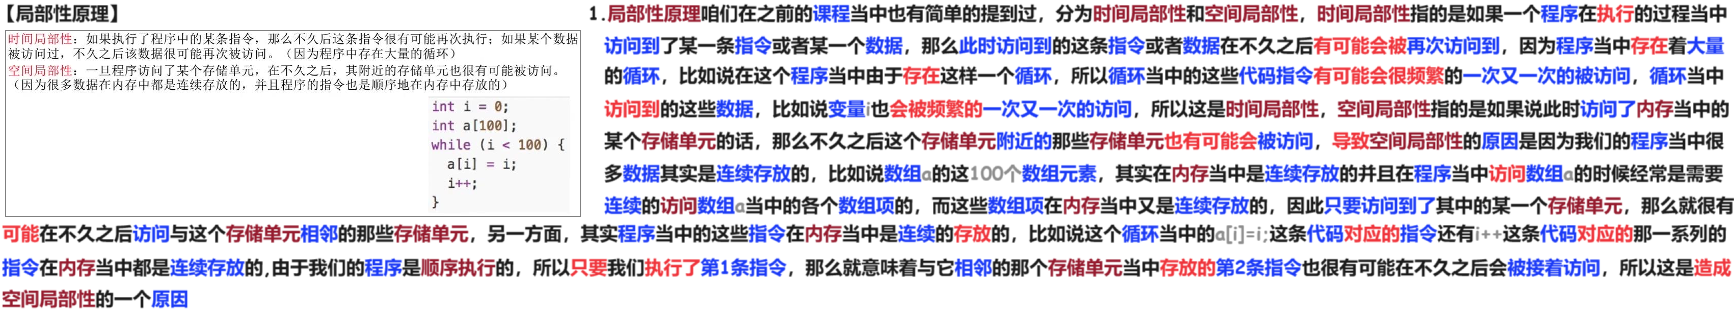 【局部性原理】
时间局部性：如果执行了程序中的某条指令，那么不久后这条指令很有可能再次执行；如果某个数据
被访问过，不久之后该数据很可能再次被访问。（因为程序中存在大量的循环）
空间局部性：一旦程序访问了某个存储单元，在不久之后，其附近的存储单元也很有可能被访问。
（因为很多数据在内存中都是连续存放的，并且程序的指令也是顺序地在内存中存放的）
int i = 0;
int a[100];
while (i < 100) {
a[i] = i;
i++;
}
1.局部性原理咱们在之前的课程当中也有简单的提到过，分为时间局部性和空间局部性，时间局部性指的是如果一个程序在执行的过程当中
访问到了某一条指令或者某一个数据，那么此时访问到的这条指令或者数据在不久之后有可能会被再次访问到，因为程序当中存在着大量
的循环，比如说在这个程序当中由于存在这样一个循环，所以循环当中的这些代码指令有可能会很频繁的一次又一次的被访问，循环当中
访问到的这些数据，比如说变量i也会被频繁的一次又一次的访问，所以这是时间局部性，空间局部性指的是如果说此时访问了内存当中的
某个存储单元的话，那么不久之后这个存储单元附近的那些存储单元也有可能会被访问，导致空间局部性的原因是因为我们的程序当中很
多数据其实是连续存放的，比如说数组a的这100个数组元素，其实在内存当中是连续存放的并且在程序当中访问数组a的时候经常是需要
连续的访问数组a当中的各个数组项的，而这些数组项在内存当中又是连续存放的，因此只要访问到了其中的某一个存储单元，那么就很有
可能在不久之后访问与这个存储单元相邻的那些存储单元，另一方面，其实程序当中的这些指令在内存当中是连续的存放的，比如说这个循环当中的a[i]=i;这条代码对应的指令还有i++这条代码对应的那一系列的
指令在内存当中都是连续存放的,由于我们的程序是顺序执行的，所以只要我们执行了第1条指令，那么就意味着与它相邻的那个存储单元当中存放的第2条指令也很有可能在不久之后会被接着访问，所以这是造成
空间局部性的一个原因